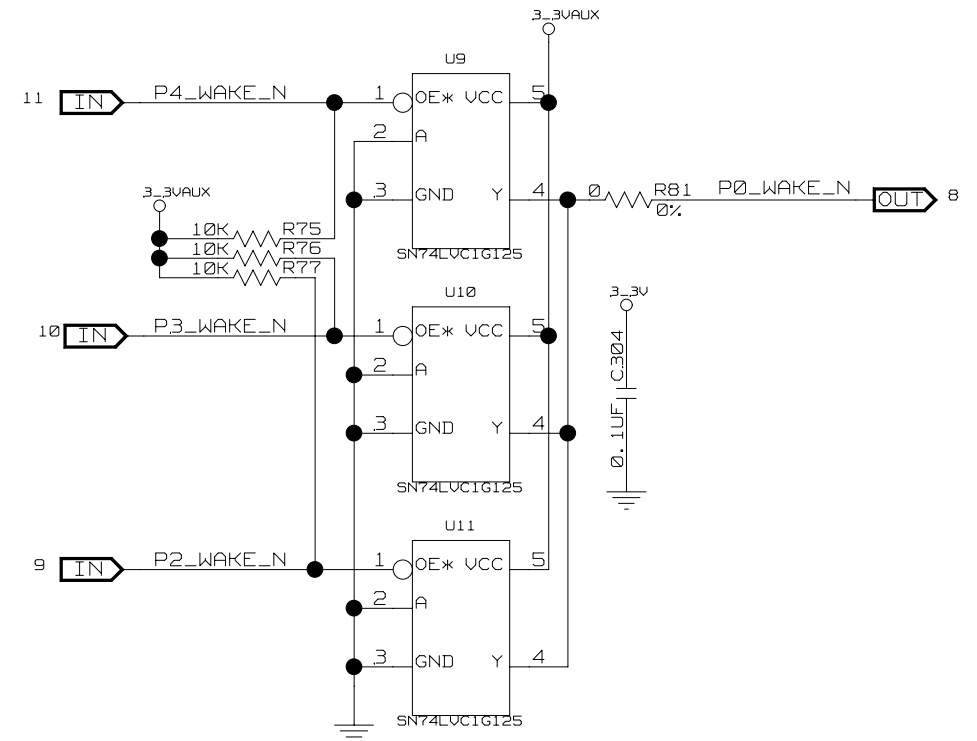 3_3VAUX
U9
11 IN P4_WAKE_N 1 OE* VCC 5
2 A
3 GND Y 4 0 R81 P0_WAKE_N OUT 8
0%
3_3VAUX
10K R75
10K R76
10K R77
SN74LVC1G125
U10
3_3V
10 IN P3_WAKE_N 1 OE* VCC 5
2 A
3 GND Y 4
C304
0.1UF
SN74LVC1G125
U11
9 IN P2_WAKE_N 1 OE* VCC 5
2 A
3 GND Y 4
SN74LVC1G125